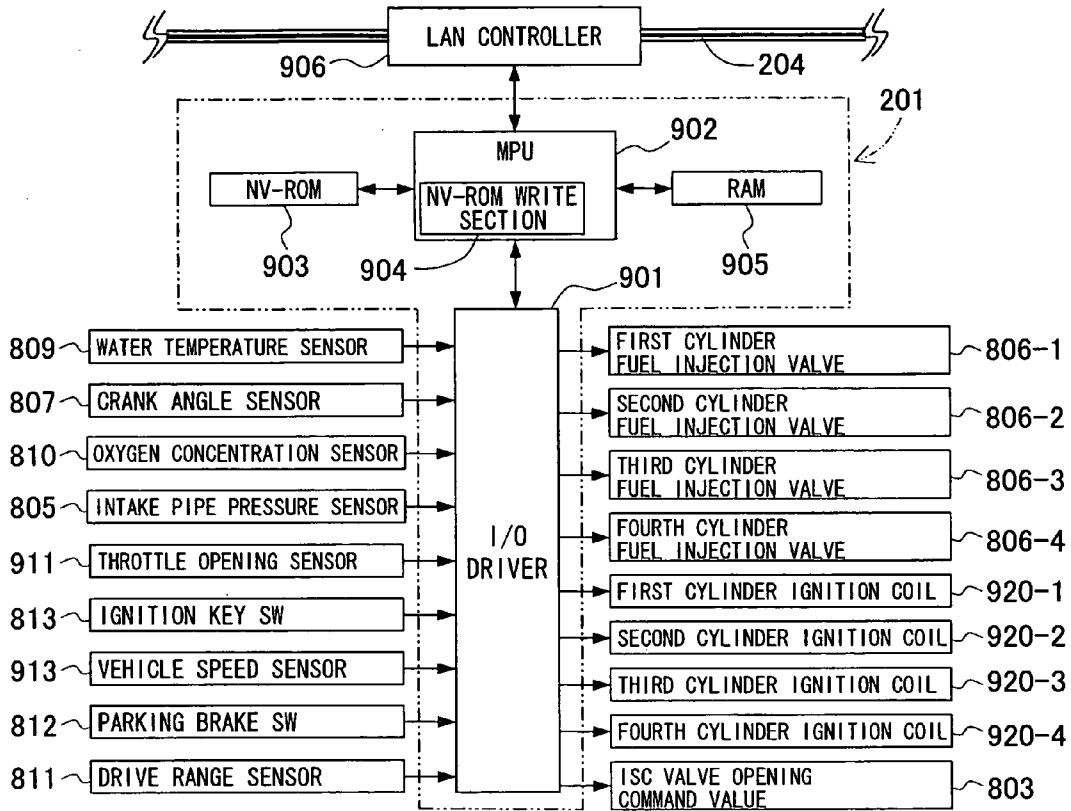 LAN CONTROLLER
906
204
201
902
MPU
NV-ROM
NV-ROM WRITE
SECTION
RAM
903
904
905
901
809
WATER TEMPERATURE SENSOR
807
CRANK ANGLE SENSOR
810
OXYGEN CONCENTRATION SENSOR
805
INTAKE PIPE PRESSURE SENSOR
911
THROTTLE OPENING SENSOR
813
IGNITION KEY SW
913
VEHICLE SPEED SENSOR
812
PARKING BRAKE SW
811
DRIVE RANGE SENSOR
I/O
DRIVER
FIRST CYLINDER
FUEL INJECTION VALVE
806-1
SECOND CYLINDER
FUEL INJECTION VALVE
806-2
THIRD CYLINDER
FUEL INJECTION VALVE
806-3
FOURTH CYLINDER
FUEL INJECTION VALVE
806-4
FIRST CYLINDER IGNITION COIL
920-1
SECOND CYLINDER IGNITION COIL
920-2
THIRD CYLINDER IGNITION COIL
920-3
FOURTH CYLINDER IGNITION COIL
920-4
ISC VALVE OPENING
COMMAND VALUE
803